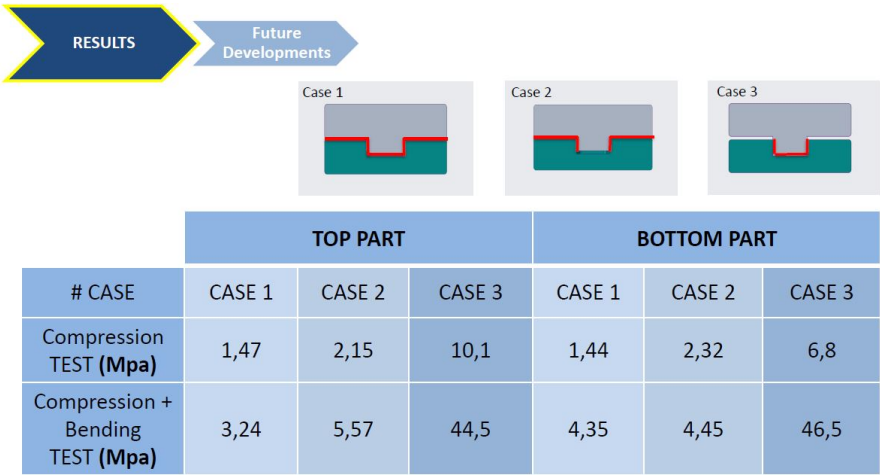 RESULTS
Future
Developments
Case 1
Case 2
Case 3
TOP PART
BOTTOM PART
# CASE
CASE 1
CASE 2
CASE 3
CASE 1
CASE 2
CASE 3
Compression
TEST (Mpa)
1,47
2,15
10,1
1,44
2,32
6,8
Compression +
Bending
TEST (Mpa)
3,24
5,57
44,5
4,35
4,45
46,5